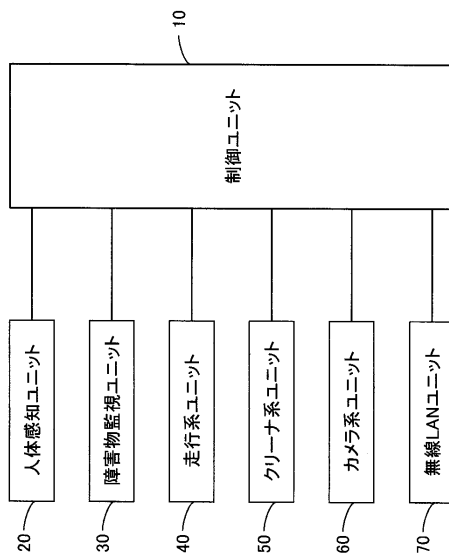 10
制御ユニット
人体感知ユニット
障害物監視ユニット
走行系ユニット
クリーナ系ユニット
カメラ系ユニット
無線LANユニット
20
30
40
50
60
70